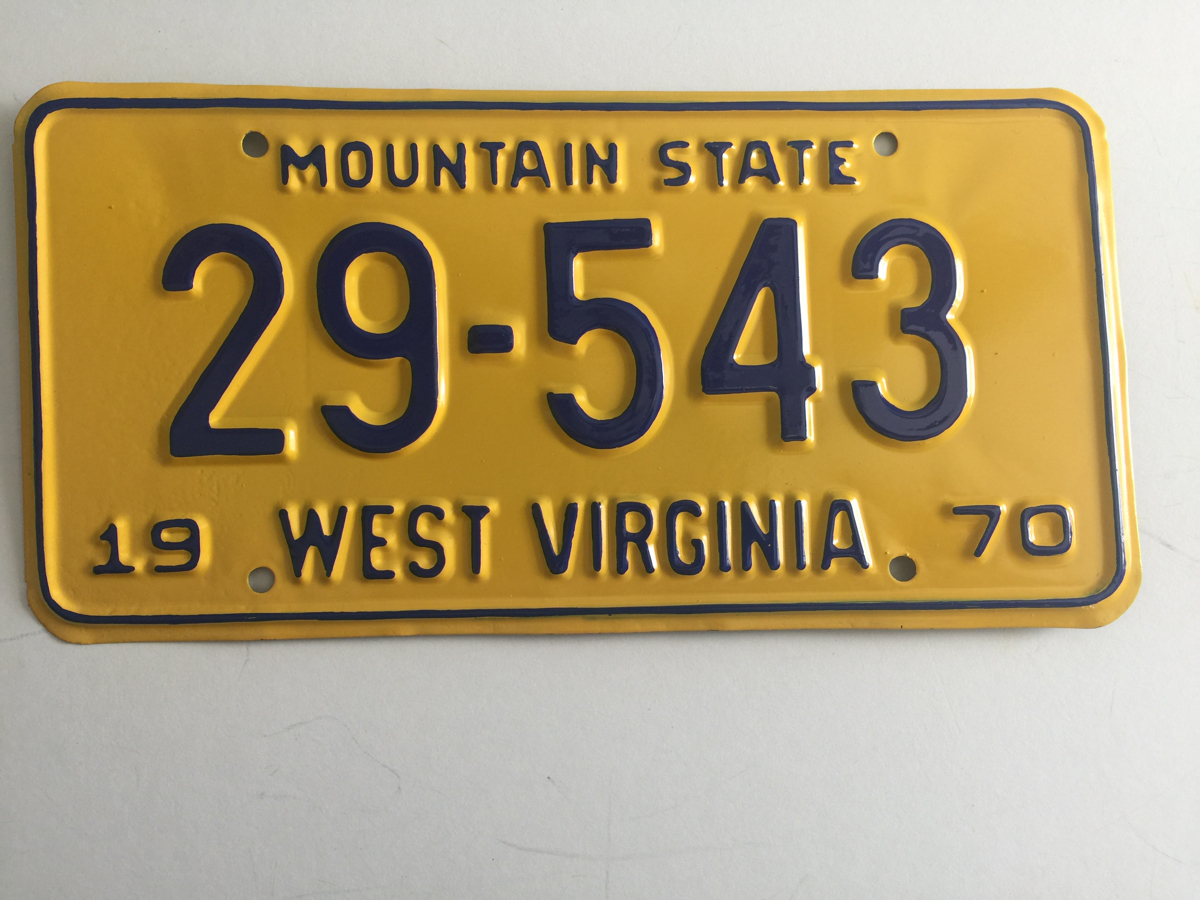 MOUNTAIN STATE
29-543
19 WEST VIRGINIA 70